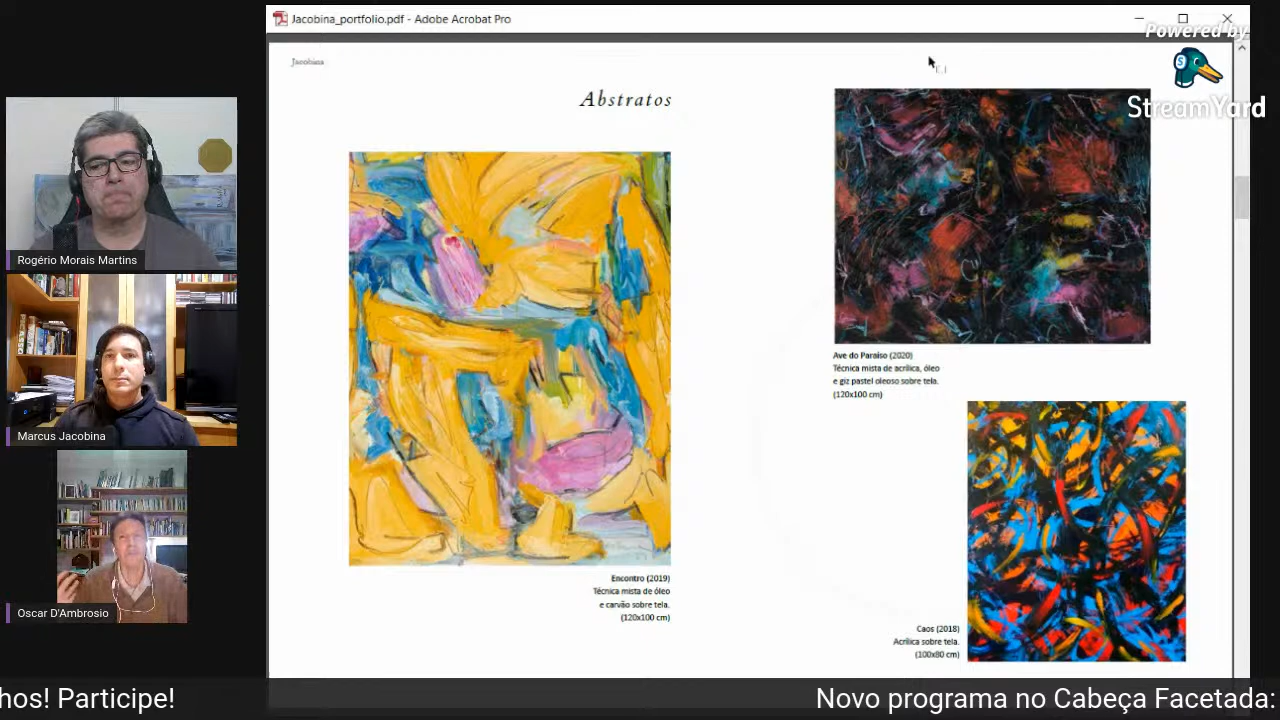 Jacobina_portfolio.pdf - Adobe Acrobat Pro
Powered by
StreamYard
Jacobina
Abstratos
Ave do Paraíso (2020)
Técnica mista de acrílica, óleo
e giz pastel oleoso sobre tela.
(120x100 cm)
Encontro (2019)
Técnica mista de óleo
e carvão sobre tela.
(120x100 cm)
Caos (2018)
Acrílica sobre tela.
(100x80 cm)
Rogério Morais Martins
Marcus Jacobina
Oscar D'Ambrosio
hos! Participe!
Novo programa no Cabeça Facetada: